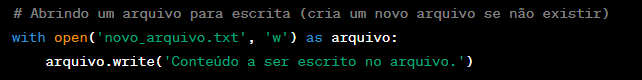 # Abrindo um arquivo para escrita (cria um novo arquivo se não existir)
with open('novo_arquivo.txt', 'w') as arquivo:
    arquivo.write('Conteúdo a ser escrito no arquivo.')